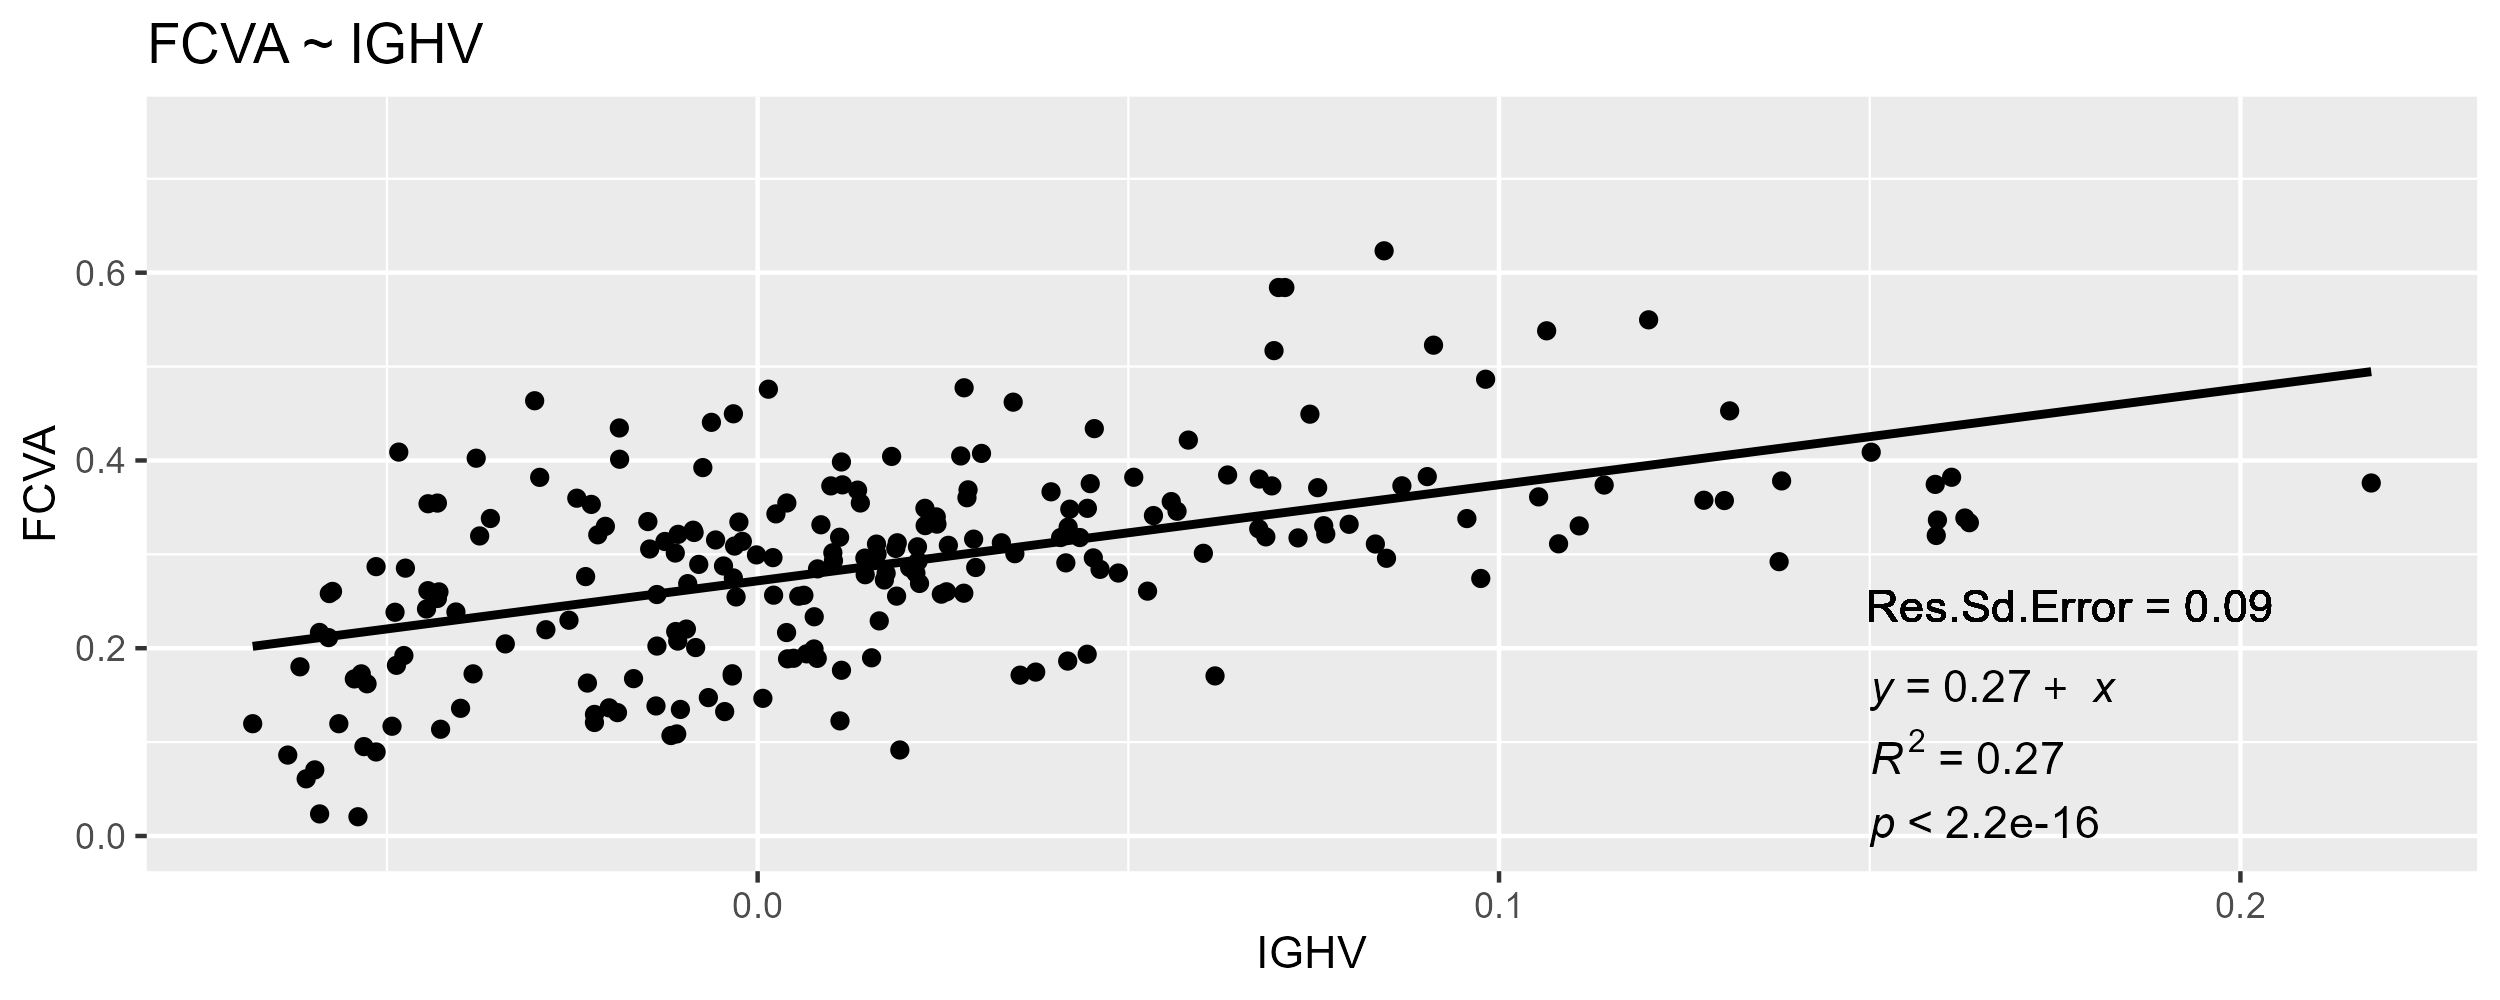 FCVA ~ IGHV
FCVA
0.6
0.4
0.2
0.0
Res.Sd.Error = 0.09
y = 0.27 + x
R² = 0.27
p < 2.2e-16
0.0 0.1 0.2
IGHV